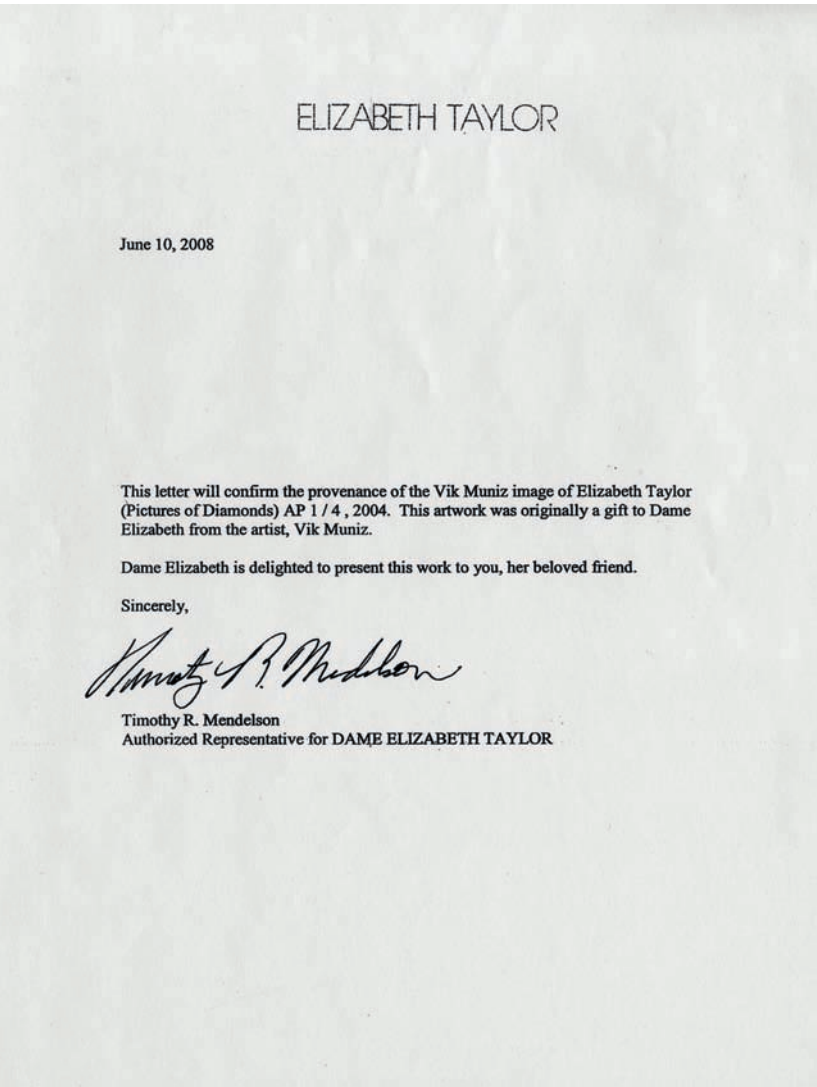 ELIZABETH TAYLOR
June 10, 2008
This letter will confirm the provenance of the Vik Muniz image of Elizabeth Taylor
(Pictures of Diamonds) AP 1 / 4 , 2004. This artwork was originally a gift to Dame
Elizabeth from the artist, Vik Muniz.
Dame Elizabeth is delighted to present this work to you, her beloved friend.
Sincerely,
Timothy R. Mendelson
Timothy R. Mendelson
Authorized Representative for DAME ELIZABETH TAYLOR